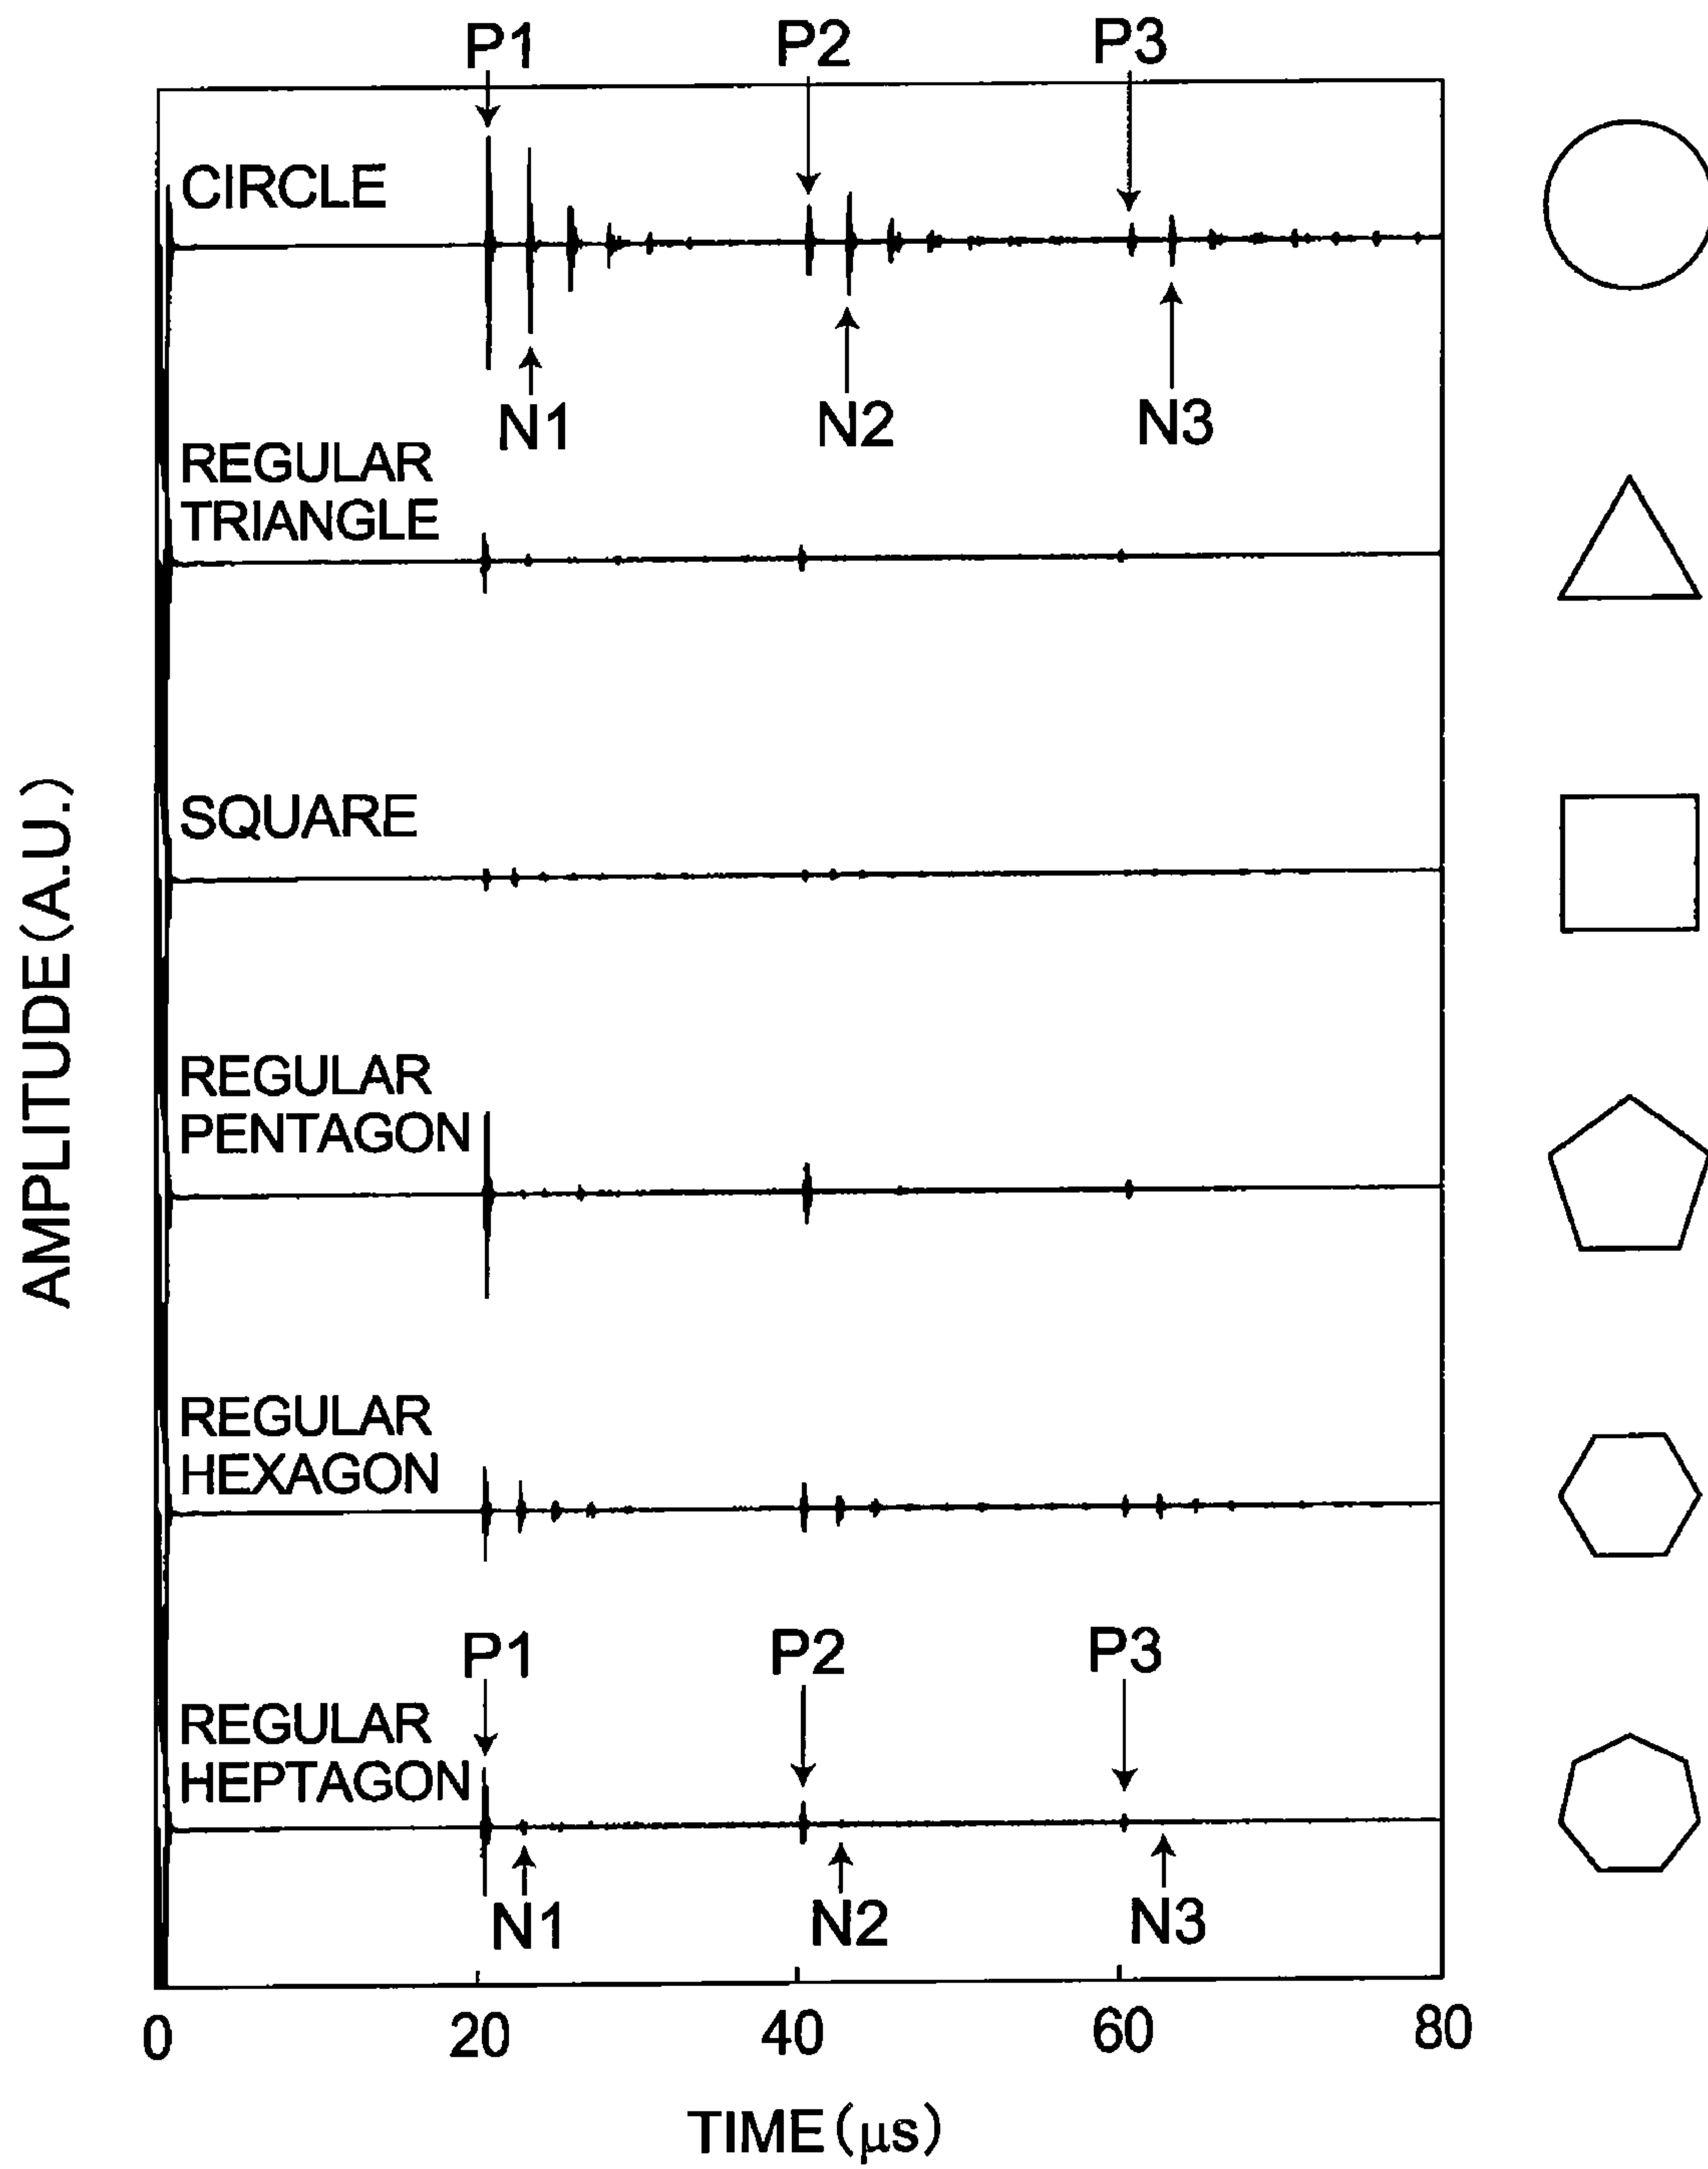 P1 P2 P3
CIRCLE
N1 N2 N3
REGULAR
TRIANGLE
SQUARE
REGULAR
PENTAGON
REGULAR
HEXAGON
P1 P2 P3
REGULAR
HEPTAGON
N1 N2 N3
0 20 40 60 80
TIME (μs)
AMPLITUDE (A.U.)